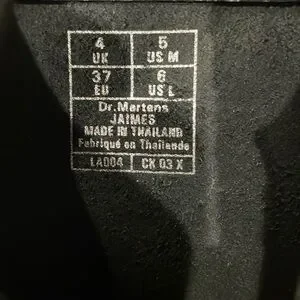 4 5
UK US M
37 6
EU US L
Dr.Martens
JAIMES
MADE IN THAILAND
Fabriqué en Thaïlande
LA004 CK 03 X